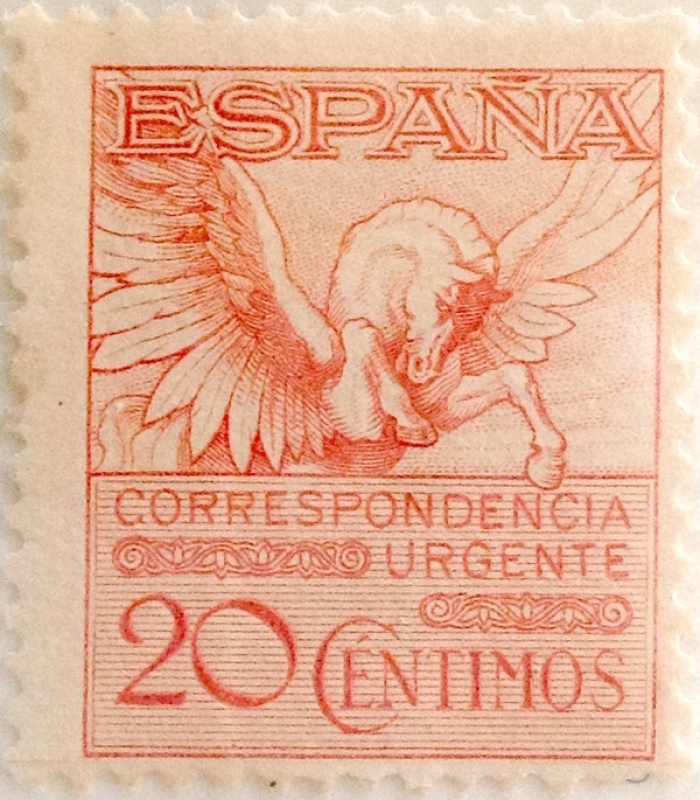 ESPAÑA
CORRESPONDENCIA
URGENTE
20 CÉNTIMOS